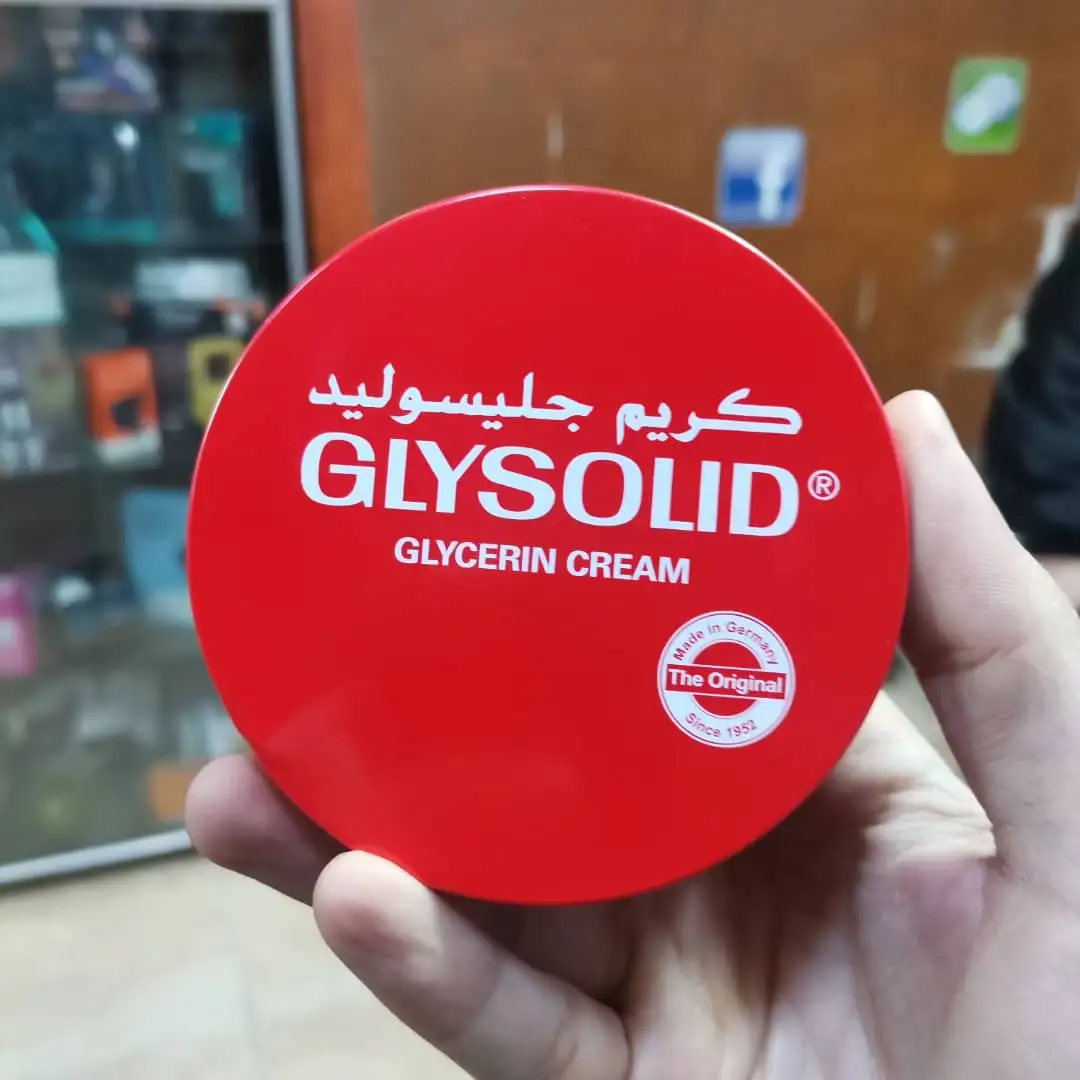 كريم جليسوليد
GLYSOLID®
GLYCERIN CREAM
Made in Germany
The Original
Since 1952